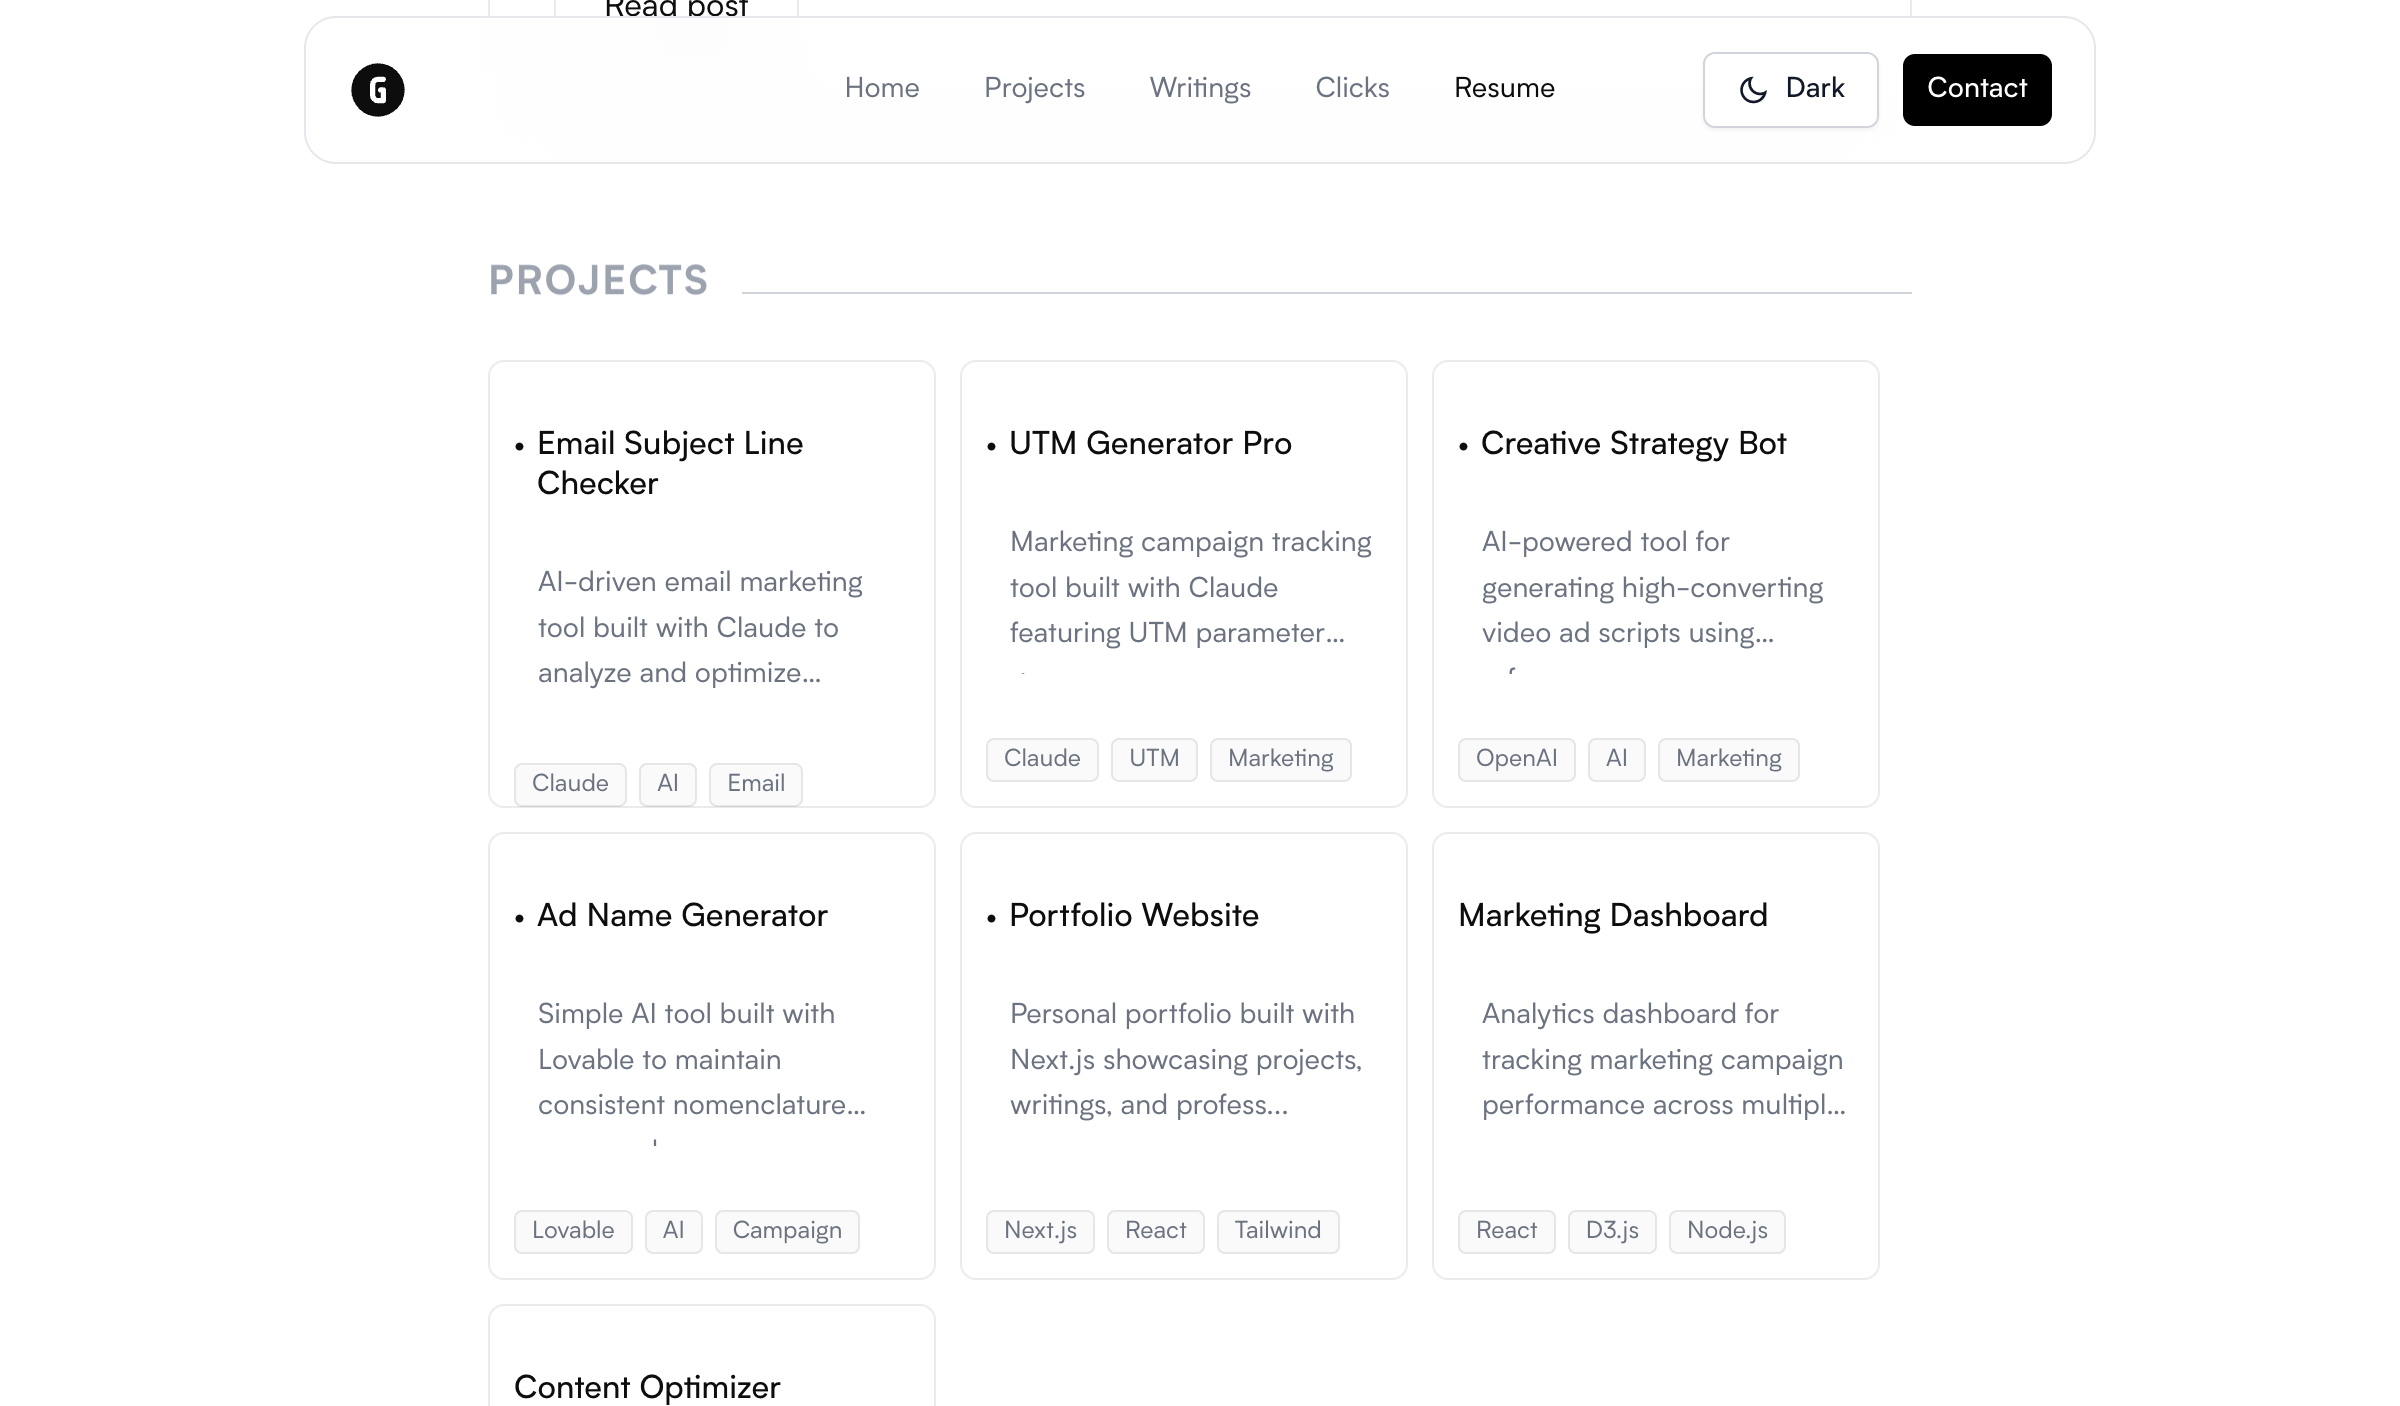 Read post
G
Home Projects Writings Clicks Resume Dark Contact
PROJECTS
• Email Subject Line
Checker
AI-driven email marketing
tool built with Claude to
analyze and optimize...
Claude AI Email
• UTM Generator Pro
Marketing campaign tracking
tool built with Claude
featuring UTM parameter...
Claude UTM Marketing
• Creative Strategy Bot
AI-powered tool for
generating high-converting
video ad scripts using...
OpenAI AI Marketing
• Ad Name Generator
Simple AI tool built with
Lovable to maintain
consistent nomenclature...
Lovable AI Campaign
• Portfolio Website
Personal portfolio built with
Next.js showcasing projects,
writings, and profess...
Next.js React Tailwind
Marketing Dashboard
Analytics dashboard for
tracking marketing campaign
performance across multipl...
React D3.js Node.js
Content Optimizer